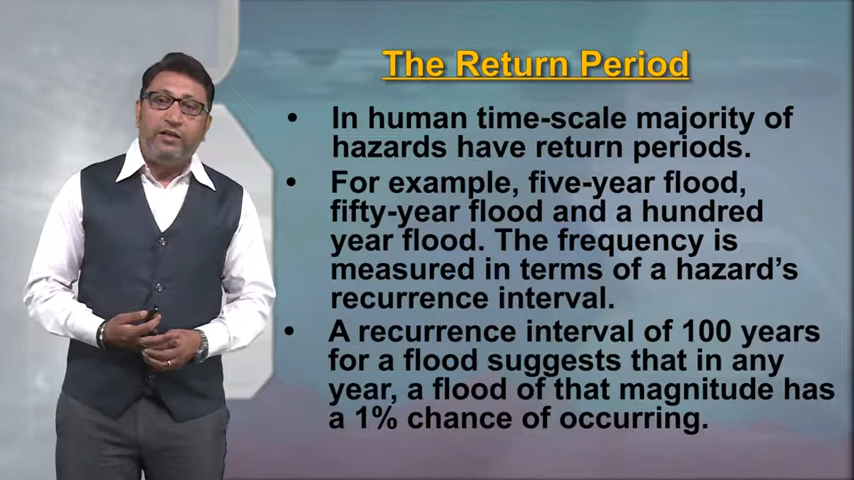 The Return Period
• In human time-scale majority of
hazards have return periods.
• For example, five-year flood,
fifty-year flood and a hundred
year flood. The frequency is
measured in terms of a hazard's
recurrence interval.
• A recurrence interval of 100 years
for a flood suggests that in any
year, a flood of that magnitude has
a 1% chance of occurring.